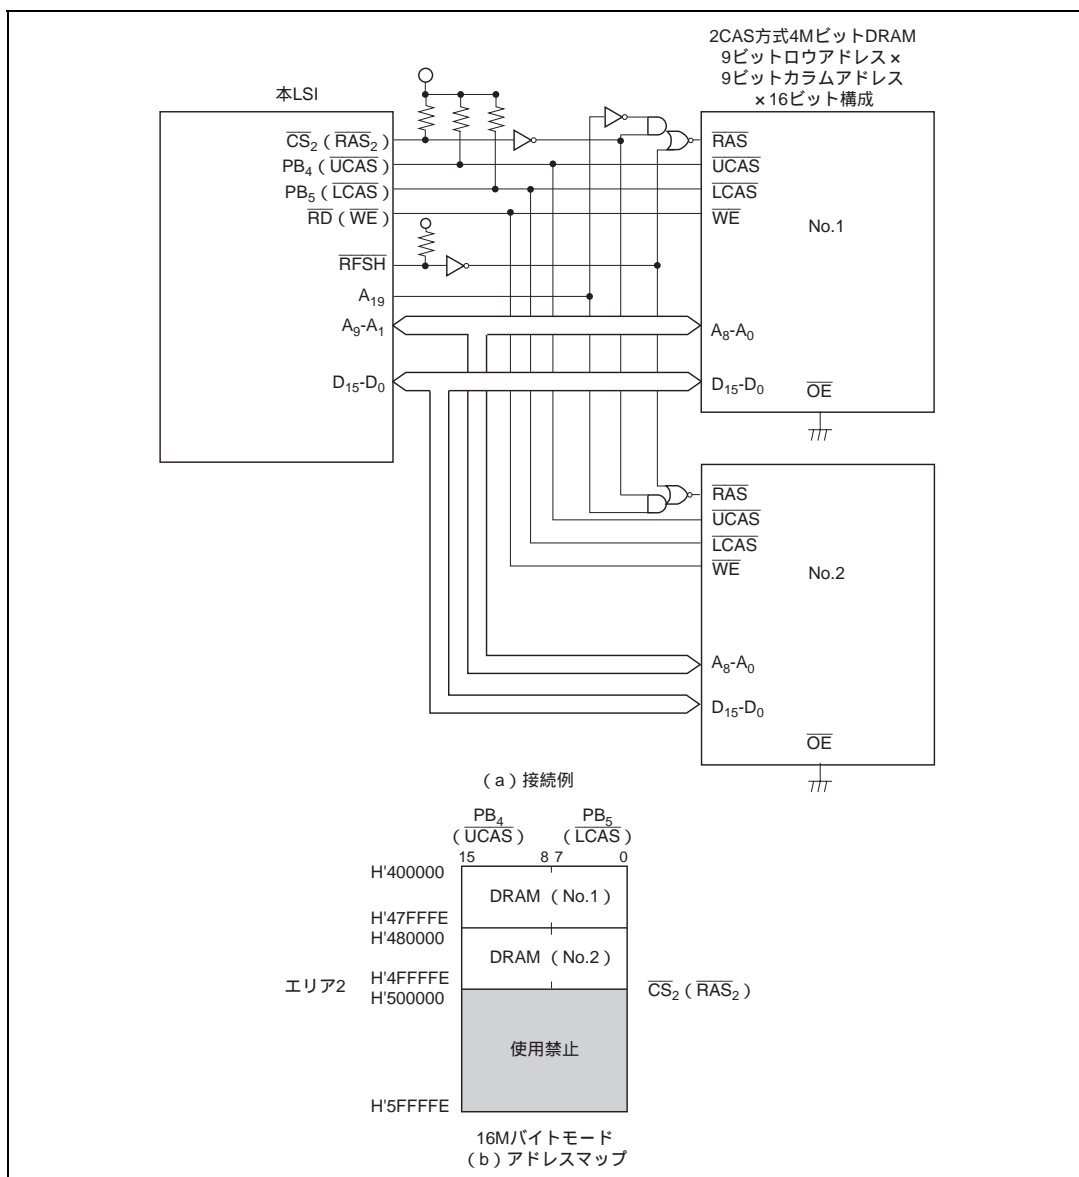 2CAS方式4MビットDRAM
9ビットロウアドレス×
9ビットカラムアドレス
×16ビット構成
本LSI
CS2(RAS2)
PB4(UCAS)
PB5(LCAS)
RD(WE)
RFSH
A19
A9-A1
D15-D0
RAS
UCAS
LCAS
WE
No.1
A8-A0
D15-D0
OE
RAS
UCAS
LCAS
WE
No.2
A8-A0
D15-D0
OE
(a)接続例
PB4 PB5
(UCAS) (LCAS)
15 8 7 0
H'400000
DRAM(No.1)
H'47FFFE
H'480000
DRAM(No.2)
H'4FFFFE
エリア2
H'500000
CS2(RAS2)
使用禁止
H'5FFFFE
16Mバイトモード
(b)アドレスマップ